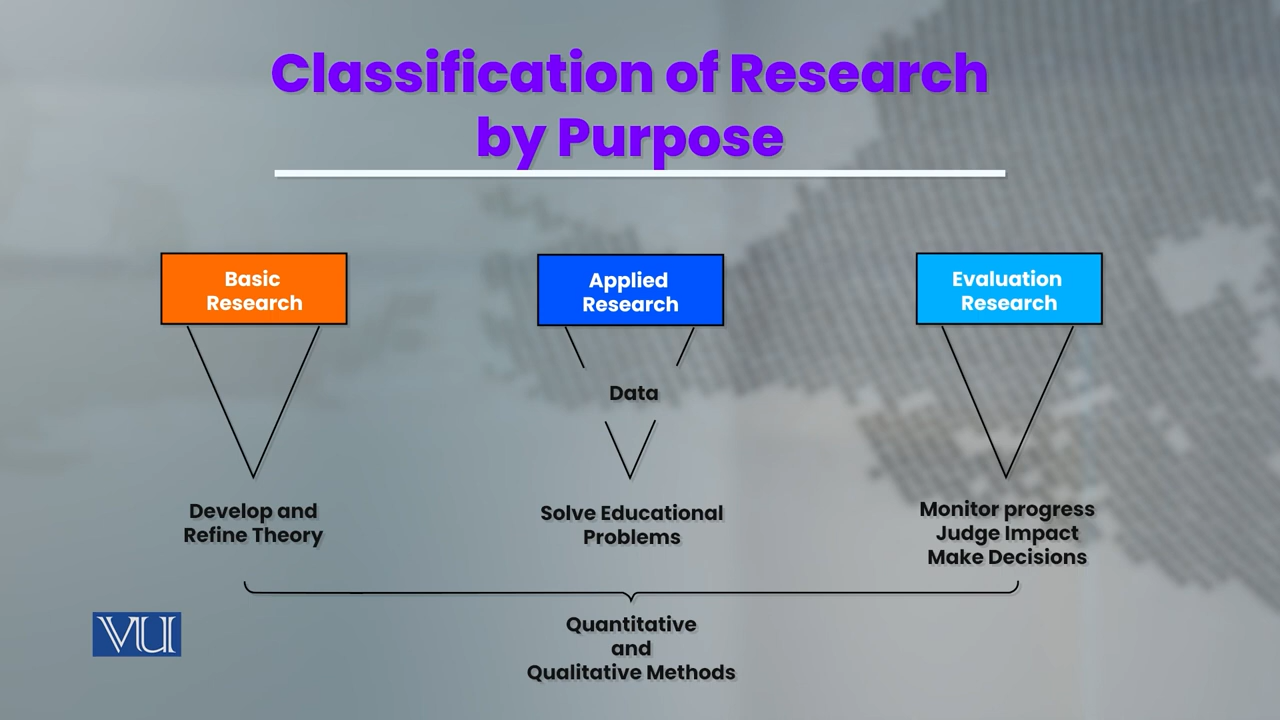 Classification of Research
by Purpose
Basic
Research
Applied
Research
Evaluation
Research
Data
Develop and
Refine Theory
Solve Educational
Problems
Monitor progress
Judge Impact
Make Decisions
Quantitative
and
Qualitative Methods
VU